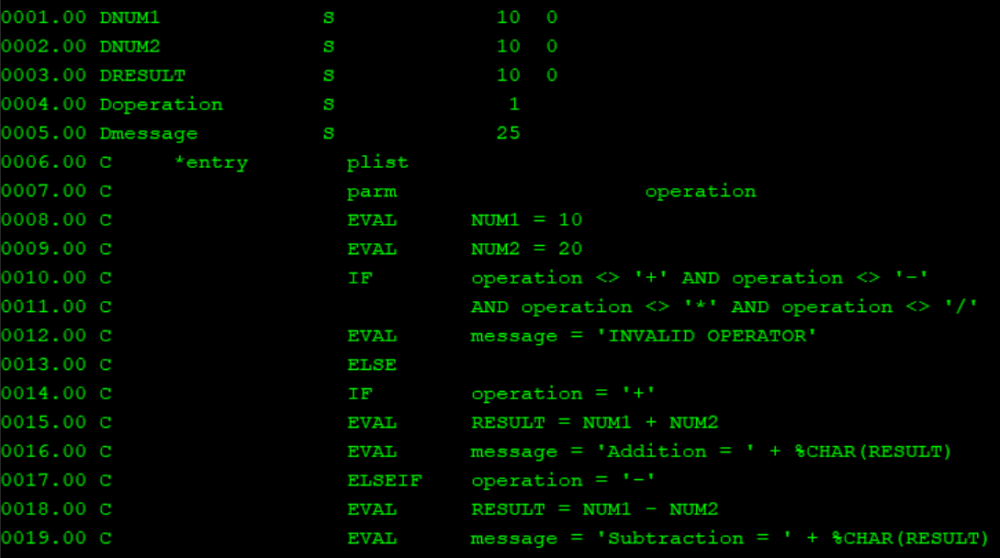 0001.00 DNUM1             S             10  0
0002.00 DNUM2             S             10  0
0003.00 DRESULT           S             10  0
0004.00 Doperation        S              1
0005.00 Dmessage          S             25
0006.00 C     *entry        plist
0007.00 C                   parm                    operation
0008.00 C                   EVAL      NUM1 = 10
0009.00 C                   EVAL      NUM2 = 20
0010.00 C                   IF        operation <> '+' AND operation <> '-'
0011.00 C                             AND operation <> '*' AND operation <> '/'
0012.00 C                   EVAL      message = 'INVALID OPERATOR'
0013.00 C                   ELSE
0014.00 C                   IF        operation = '+'
0015.00 C                   EVAL      RESULT = NUM1 + NUM2
0016.00 C                   EVAL      message = 'Addition = ' + %CHAR(RESULT)
0017.00 C                   ELSEIF    operation = '-'
0018.00 C                   EVAL      RESULT = NUM1 - NUM2
0019.00 C                   EVAL      message = 'Subtraction = ' + %CHAR(RESULT)